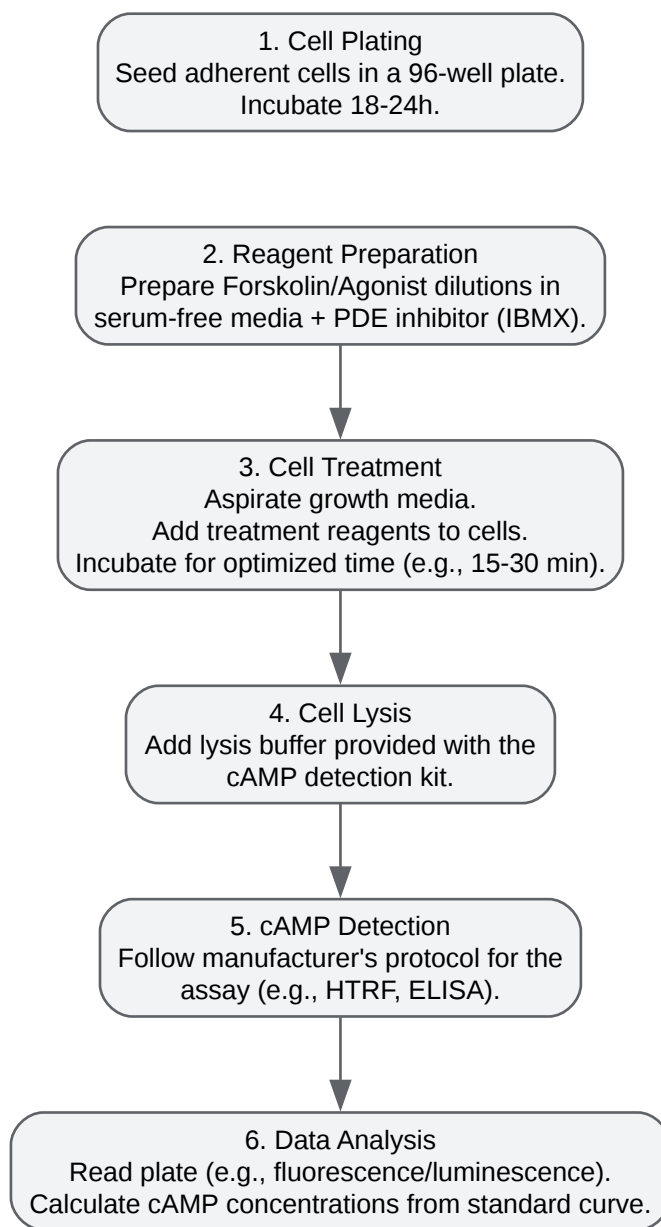 1. Cell Plating
Seed adherent cells in a 96-well plate.
Incubate 18-24h.
2. Reagent Preparation
Prepare Forskolin/Agonist dilutions in
serum-free media + PDE inhibitor (IBMX).
3. Cell Treatment
Aspirate growth media.
Add treatment reagents to cells.
Incubate for optimized time (e.g., 15-30 min).
4. Cell Lysis
Add lysis buffer provided with the
cAMP detection kit.
5. cAMP Detection
Follow manufacturer's protocol for the
assay (e.g., HTRF, ELISA).
6. Data Analysis
Read plate (e.g., fluorescence/luminescence).
Calculate cAMP concentrations from standard curve.